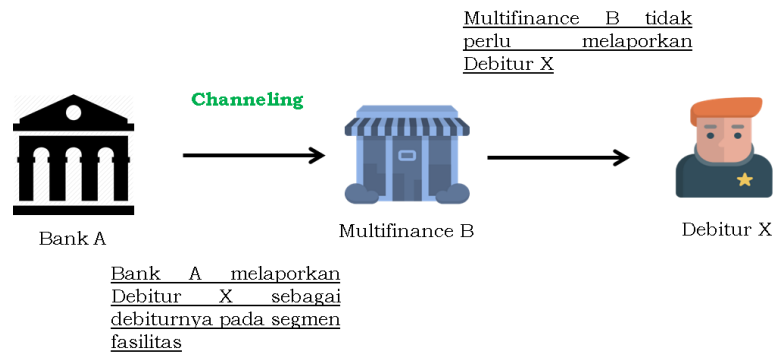 Multifinance B tidak
perlu melaporkan
Debitur X
Channeling
Bank A
Multifinance B
Debitur X
Bank A melaporkan
Debitur X sebagai
debiturnya pada segmen
fasilitas